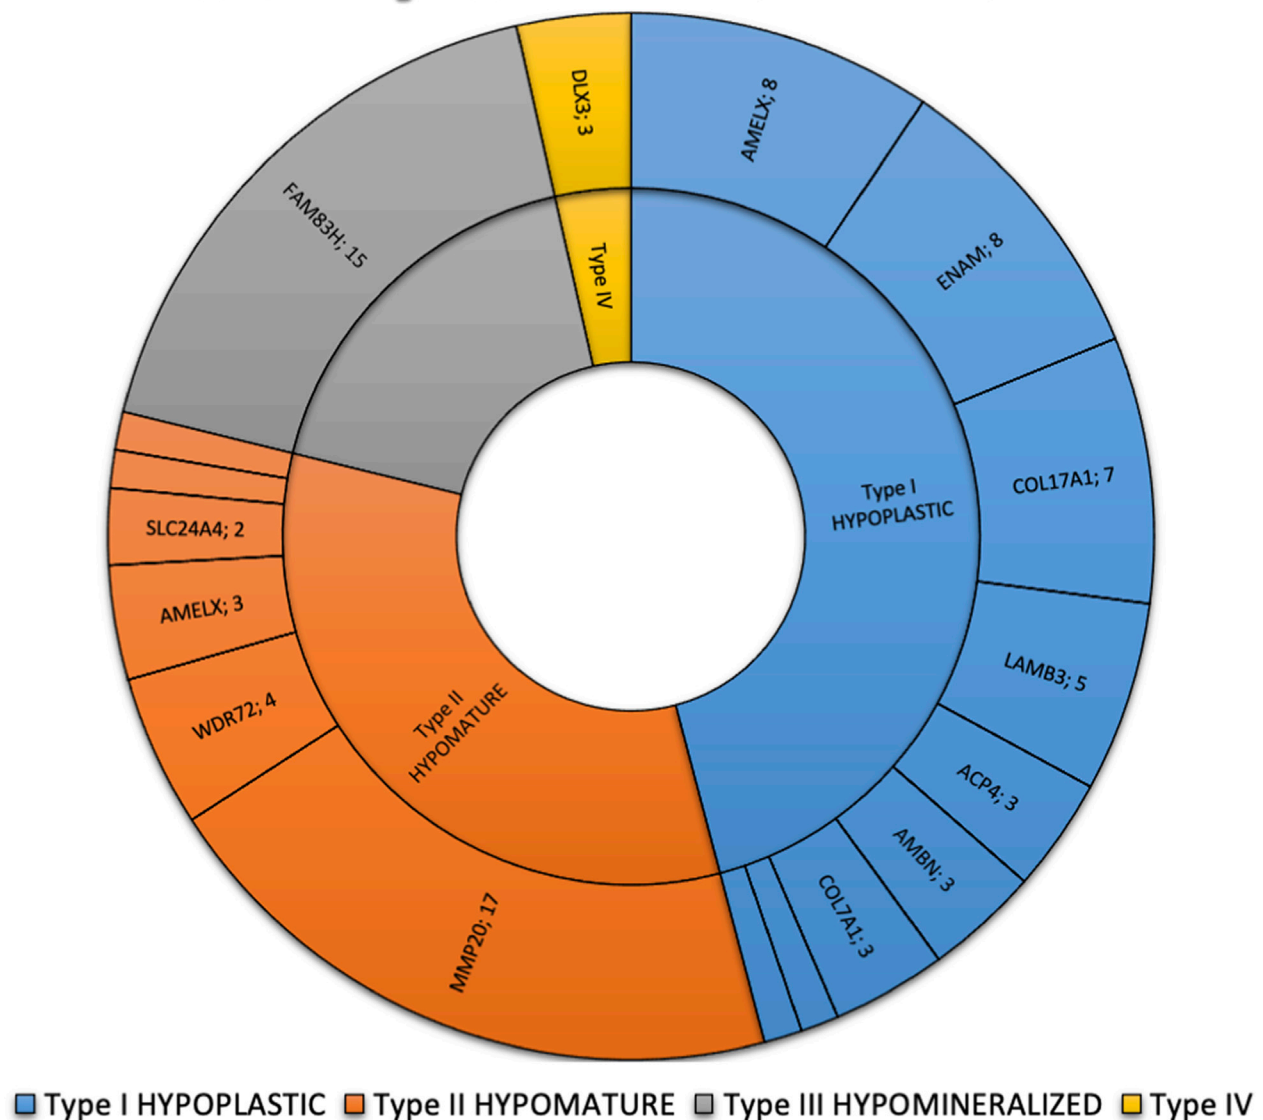 DLX3; 3
AMELX; 8
ENAM; 8
COL17A1; 7
LAMB3; 5
ACP4; 3
AMBN; 3
COL7A1; 3
MMP20; 17
WDR72; 4
AMELX; 3
SLC24A4; 2
FAM83H; 15
Type IV
Type I
HYPOPLASTIC
Type II
HYPOMATURE
Type I HYPOPLASTIC Type II HYPOMATURE Type III HYPOMINERALIZED Type IV